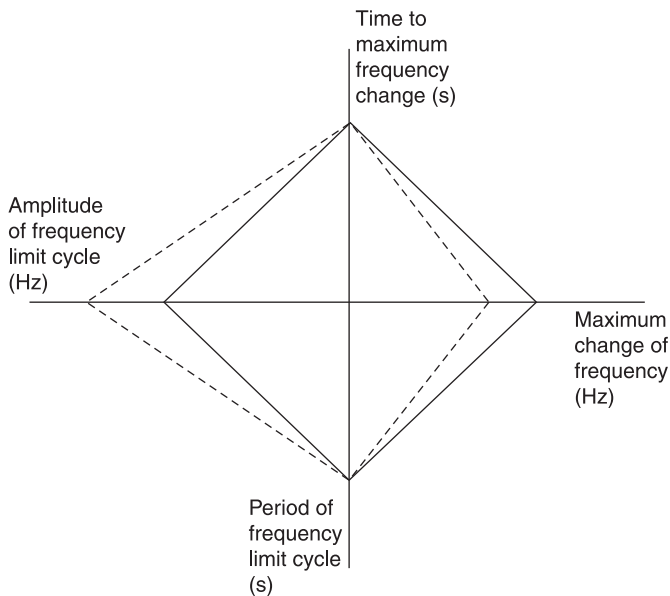 Time to
maximum
frequency
change (s)
Amplitude
of frequency
limit cycle
(Hz)
Maximum
change of
frequency
(Hz)
Period of
frequency
limit cycle
(s)